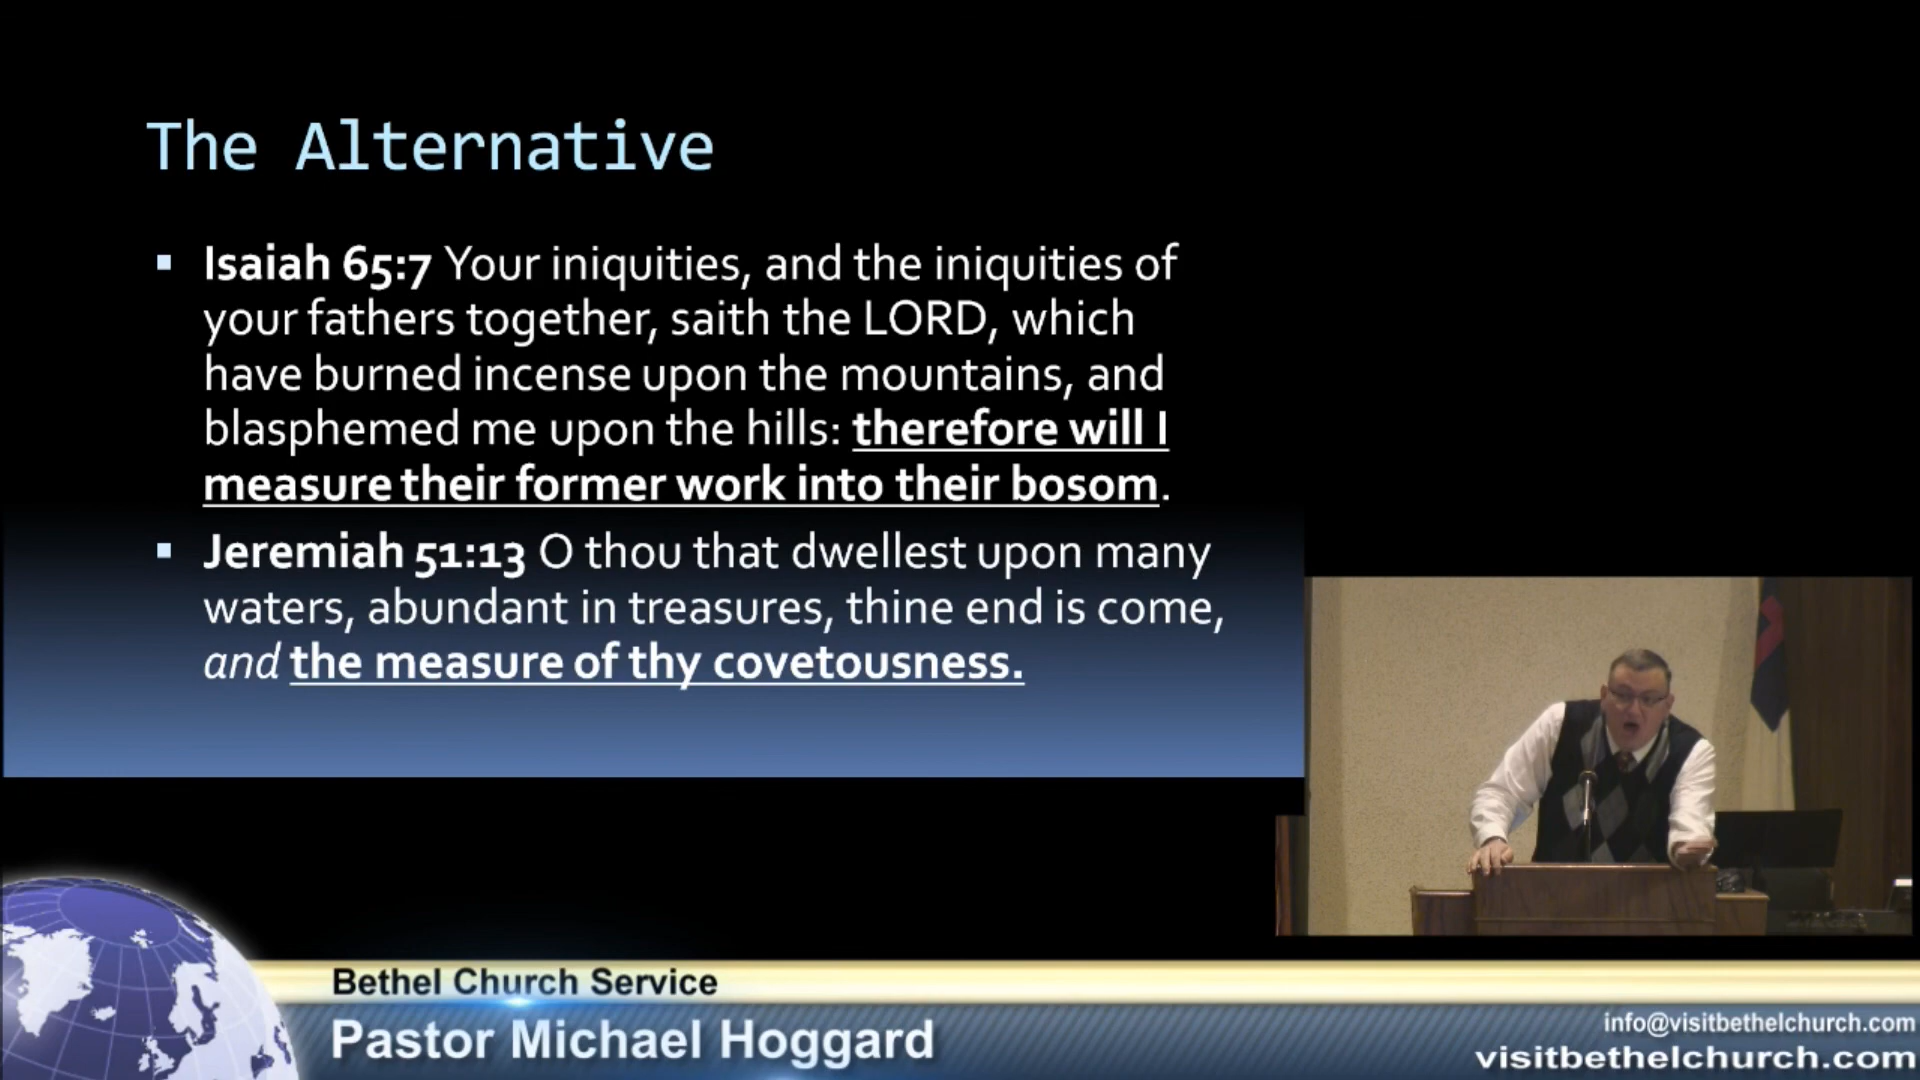 The Alternative
Isaiah 65:7 Your iniquities, and the iniquities of
your fathers together, saith the LORD, which
have burned incense upon the mountains, and
blasphemed me upon the hills: therefore will I
measure their former work into their bosom.
Jeremiah 51:13 O thou that dwellest upon many
waters, abundant in treasures, thine end is come,
and the measure of thy covetousness.
Bethel Church Service
Pastor Michael Hoggard
info@visitbethelchurch.com
visitbethelchurch.com